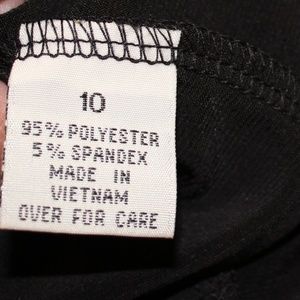 10
95% POLYESTER
5% SPANDEX
MADE IN
VIETNAM
OVER FOR CARE